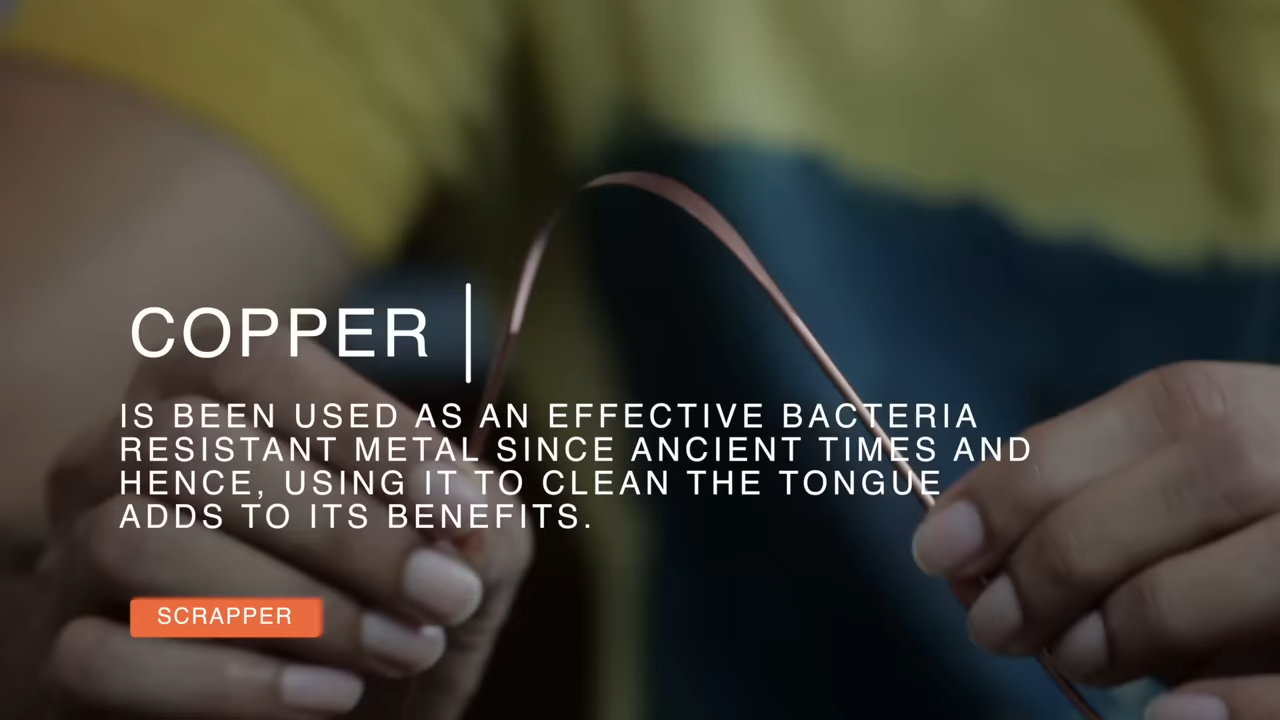 COPPER
IS BEEN USED AS AN EFFECTIVE BACTERIA
RESISTANT METAL SINCE ANCIENT TIMES AND
HENCE, USING IT TO CLEAN THE TONGUE
ADDS TO ITS BENEFITS.
SCRAPPER